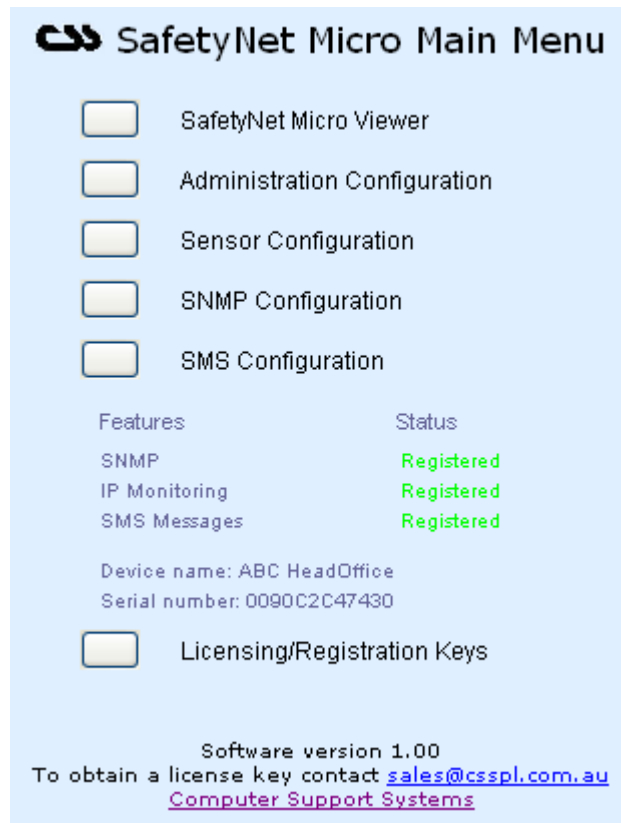 CSS SafetyNet Micro Main Menu
SafetyNet Micro Viewer
Administration Configuration
Sensor Configuration
SNMP Configuration
SMS Configuration
Features Status
SNMP Registered
IP Monitoring Registered
SMS Messages Registered
Device name: ABC HeadOffice
Serial number: 0090C2C47430
Licensing/Registration Keys
Software version 1.00
To obtain a license key contact sales@csspl.com.au
Computer Support Systems